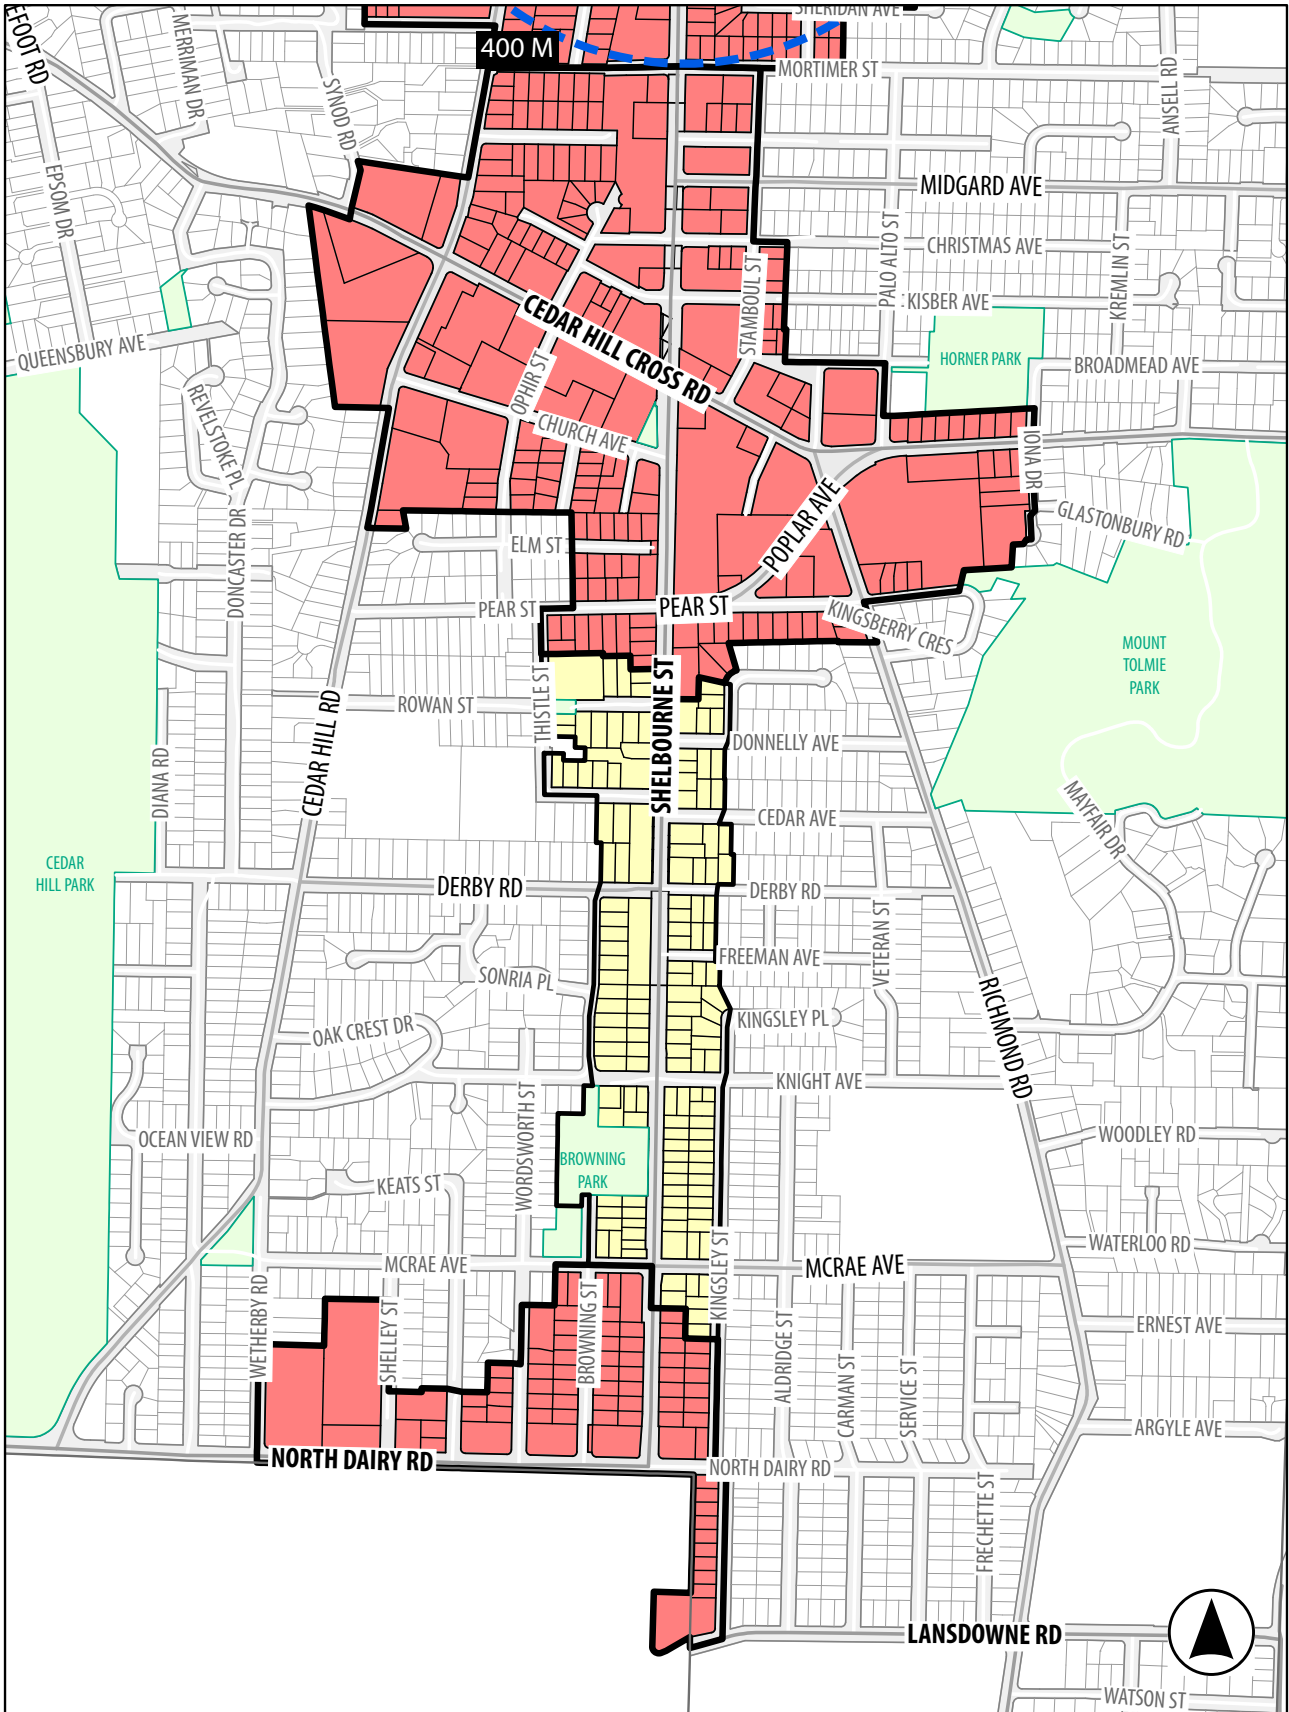 SHERIDAN AVE
EFOOT RD
MERRIMAN DR
400 M
MORTIMER ST
ANSELL RD
SYNOD RD
EPSOM DR
MIDGARD AVE
PALO ALTO ST
CHRISTMAS AVE
KREMLIN ST
STAMBOUL ST
KISBER AVE
CEDAR HILL CROSS RD
QUEENSBURY AVE
HORNER PARK
BROADMEAD AVE
OPHIR ST
REVELSTOKE PL
CHURCH AVE
IONA DR
POPLAR AVE
GLASTONBURY RD
DONCASTER DR
ELM ST
PEAR ST
PEAR ST
KINGSBERRY CRES
MOUNT
TOLMIE
PARK
THISTLE ST
SHELBOURNE ST
ROWAN ST
CEDAR HILL RD
DONNELLY AVE
DIANA RD
MAYFAIR DR
CEDAR AVE
CEDAR
HILL PARK
DERBY RD
DERBY RD
VETERAN ST
FREEMAN AVE
SONRIA PL
RICHMOND RD
OAK CREST DR
KINGSLEY PL
KNIGHT AVE
WORDSWORTH ST
OCEAN VIEW RD
WOODLEY RD
BROWNING
PARK
KEATS ST
KINGSLEY ST
WATERLOO RD
MCRAE AVE
MCRAE AVE
WETHERBY RD
SHELLEY ST
BROWNING ST
ALDRIDGE ST
ERNEST AVE
CARMAN ST
SERVICE ST
ARGYLE AVE
NORTH DAIRY RD
NORTH DAIRY RD
FRECHETTE ST
LANSDOWNE RD
WATSON ST